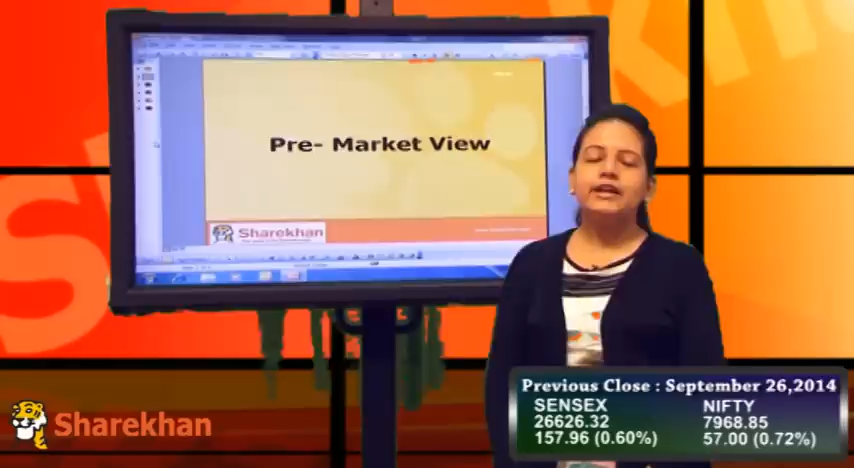 Pre- Market View
Sharekhan
Sharekhan
Previous Close : September 26,2014
SENSEX
NIFTY
26626.32
7968.85
157.96 (0.60%)
57.00 (0.72%)